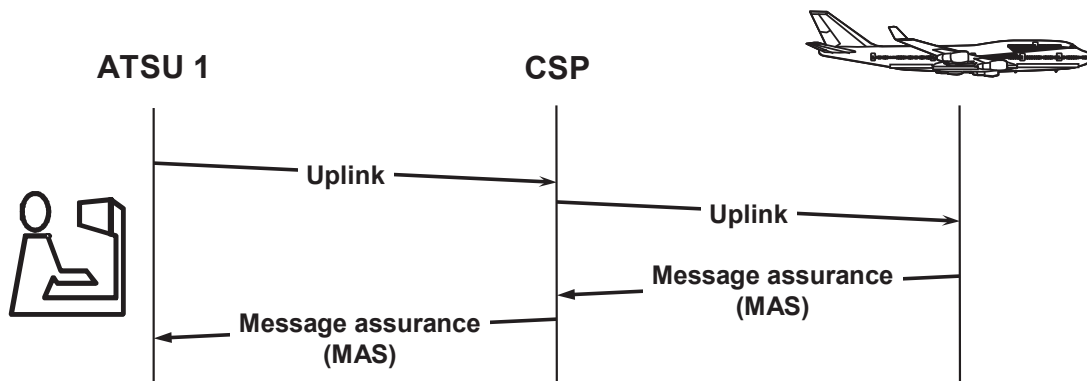 ATSU 1
CSP
Uplink
Uplink
Message assurance
(MAS)
Message assurance
(MAS)